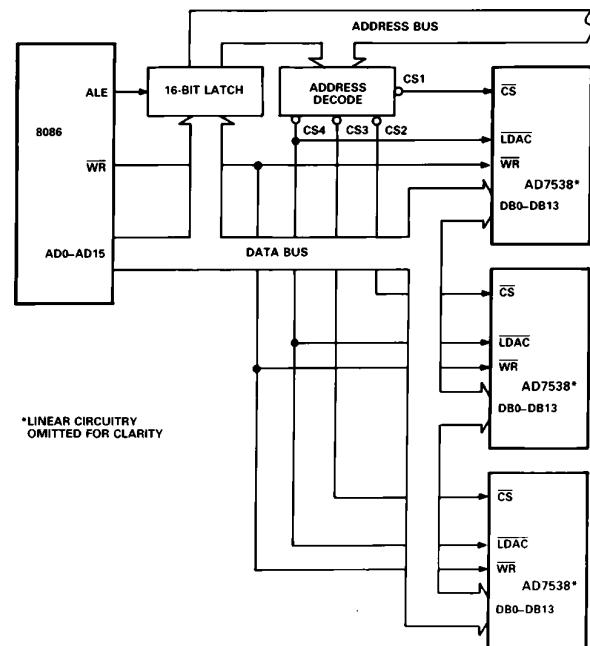 ADDRESS BUS
ALE
16-BIT LATCH
ADDRESS
DECODE
CS1
CS
CS4
CS3
CS2
8086
LDAC
WR
WR
AD7538*
DB0–DB13
AD0–AD15
DATA BUS
CS
LDAC
WR
AD7538*
DB0–DB13
*LINEAR CIRCUITRY
OMITTED FOR CLARITY
CS
LDAC
WR
AD7538*
DB0–DB13